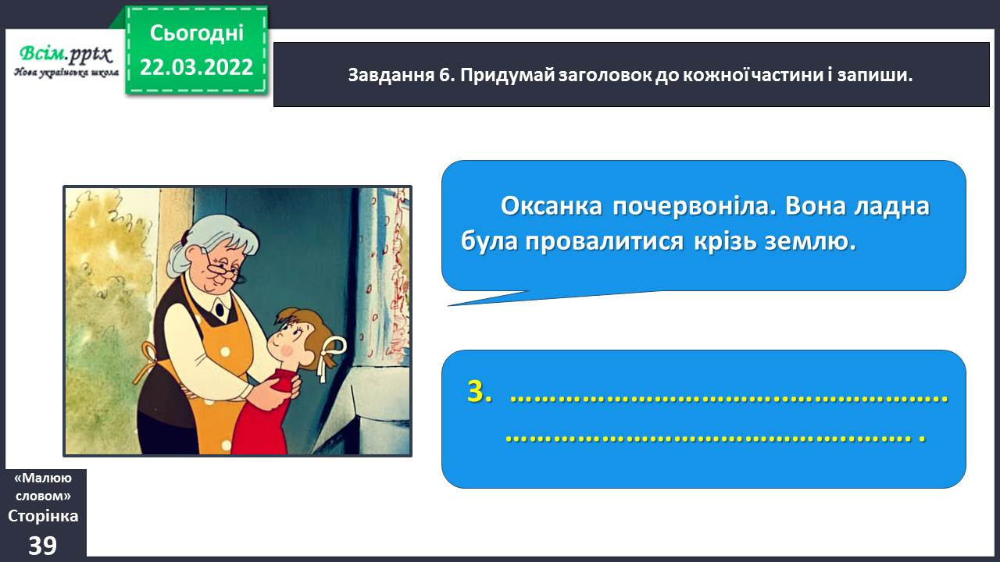 Всім.pptx
Нова українська школа
Сьогодні
22.03.2022
Завдання 6. Придумай заголовок до кожної частини і запиши.
Оксанка почервоніла. Вона ладна
була провалитися крізь землю.
3. ……………………………..………………..
……………………………………..……. .
«Малюю
словом»
Сторінка
39